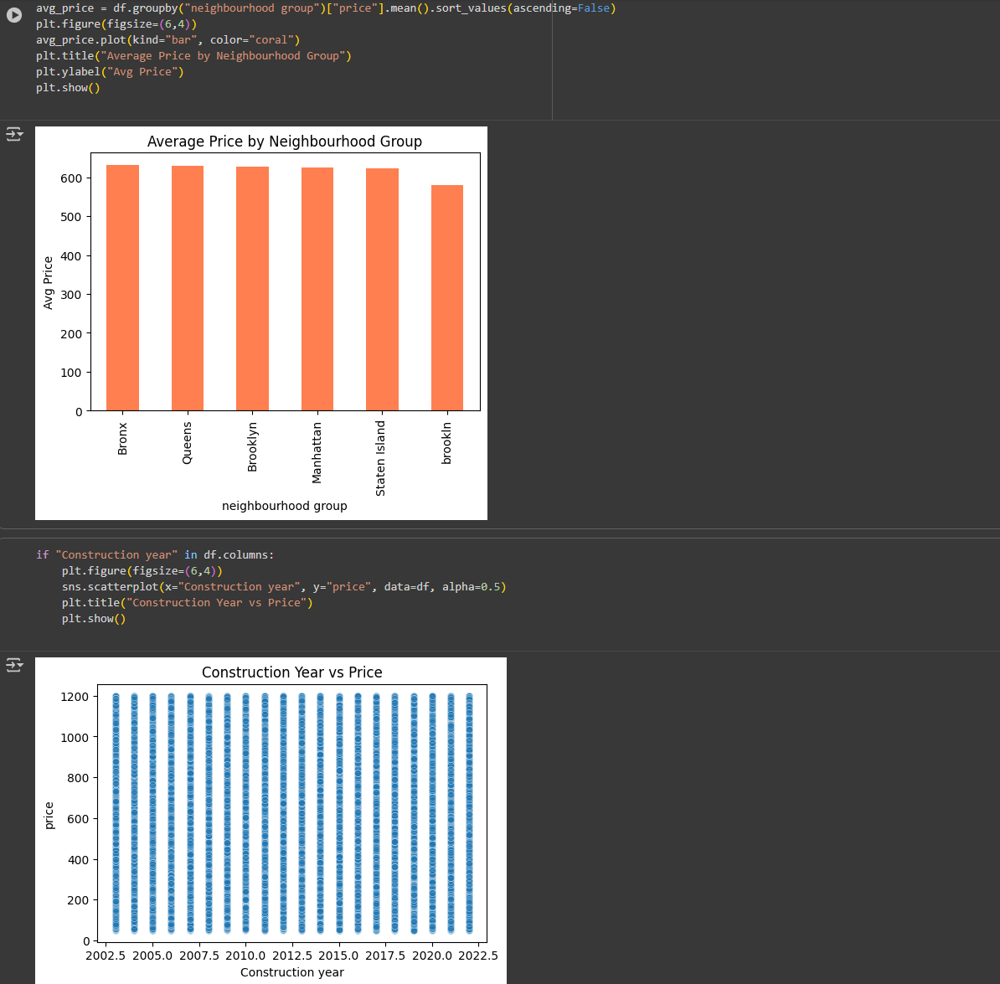 avg_price = df.groupby("neighbourhood group")["price"].mean().sort_values(ascending=False)
plt.figure(figsize=(6,4))
avg_price.plot(kind="bar", color="coral")
plt.title("Average Price by Neighbourhood Group")
plt.ylabel("Avg Price")
plt.show()
Average Price by Neighbourhood Group
600
500
400
300
200
100
0
Avg Price
Bronx
Queens
Brooklyn
Manhattan
Staten Island
brookln
neighbourhood group
if "Construction year" in df.columns:
    plt.figure(figsize=(6,4))
    sns.scatterplot(x="Construction year", y="price", data=df, alpha=0.5)
    plt.title("Construction Year vs Price")
    plt.show()
Construction Year vs Price
1200
1000
800
600
400
200
0
price
2002.5 2005.0 2007.5 2010.0 2012.5 2015.0 2017.5 2020.0 2022.5
Construction year